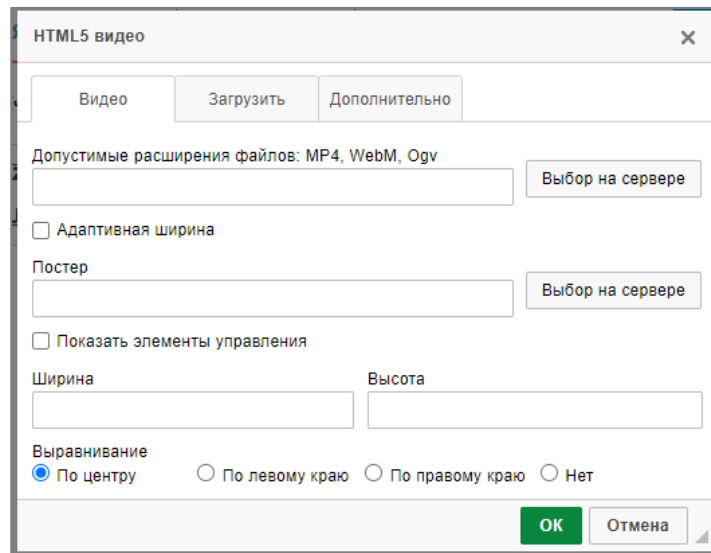 HTML5 видео
Видео Загрузить Дополнительно
Допустимые расширения файлов: MP4, WebM, Ogv
Выбор на сервере
Адаптивная ширина
Постер
Выбор на сервере
Показать элементы управления
Ширина Высота
Выравнивание
По центру По левому краю По правому краю Нет
ОК Отмена